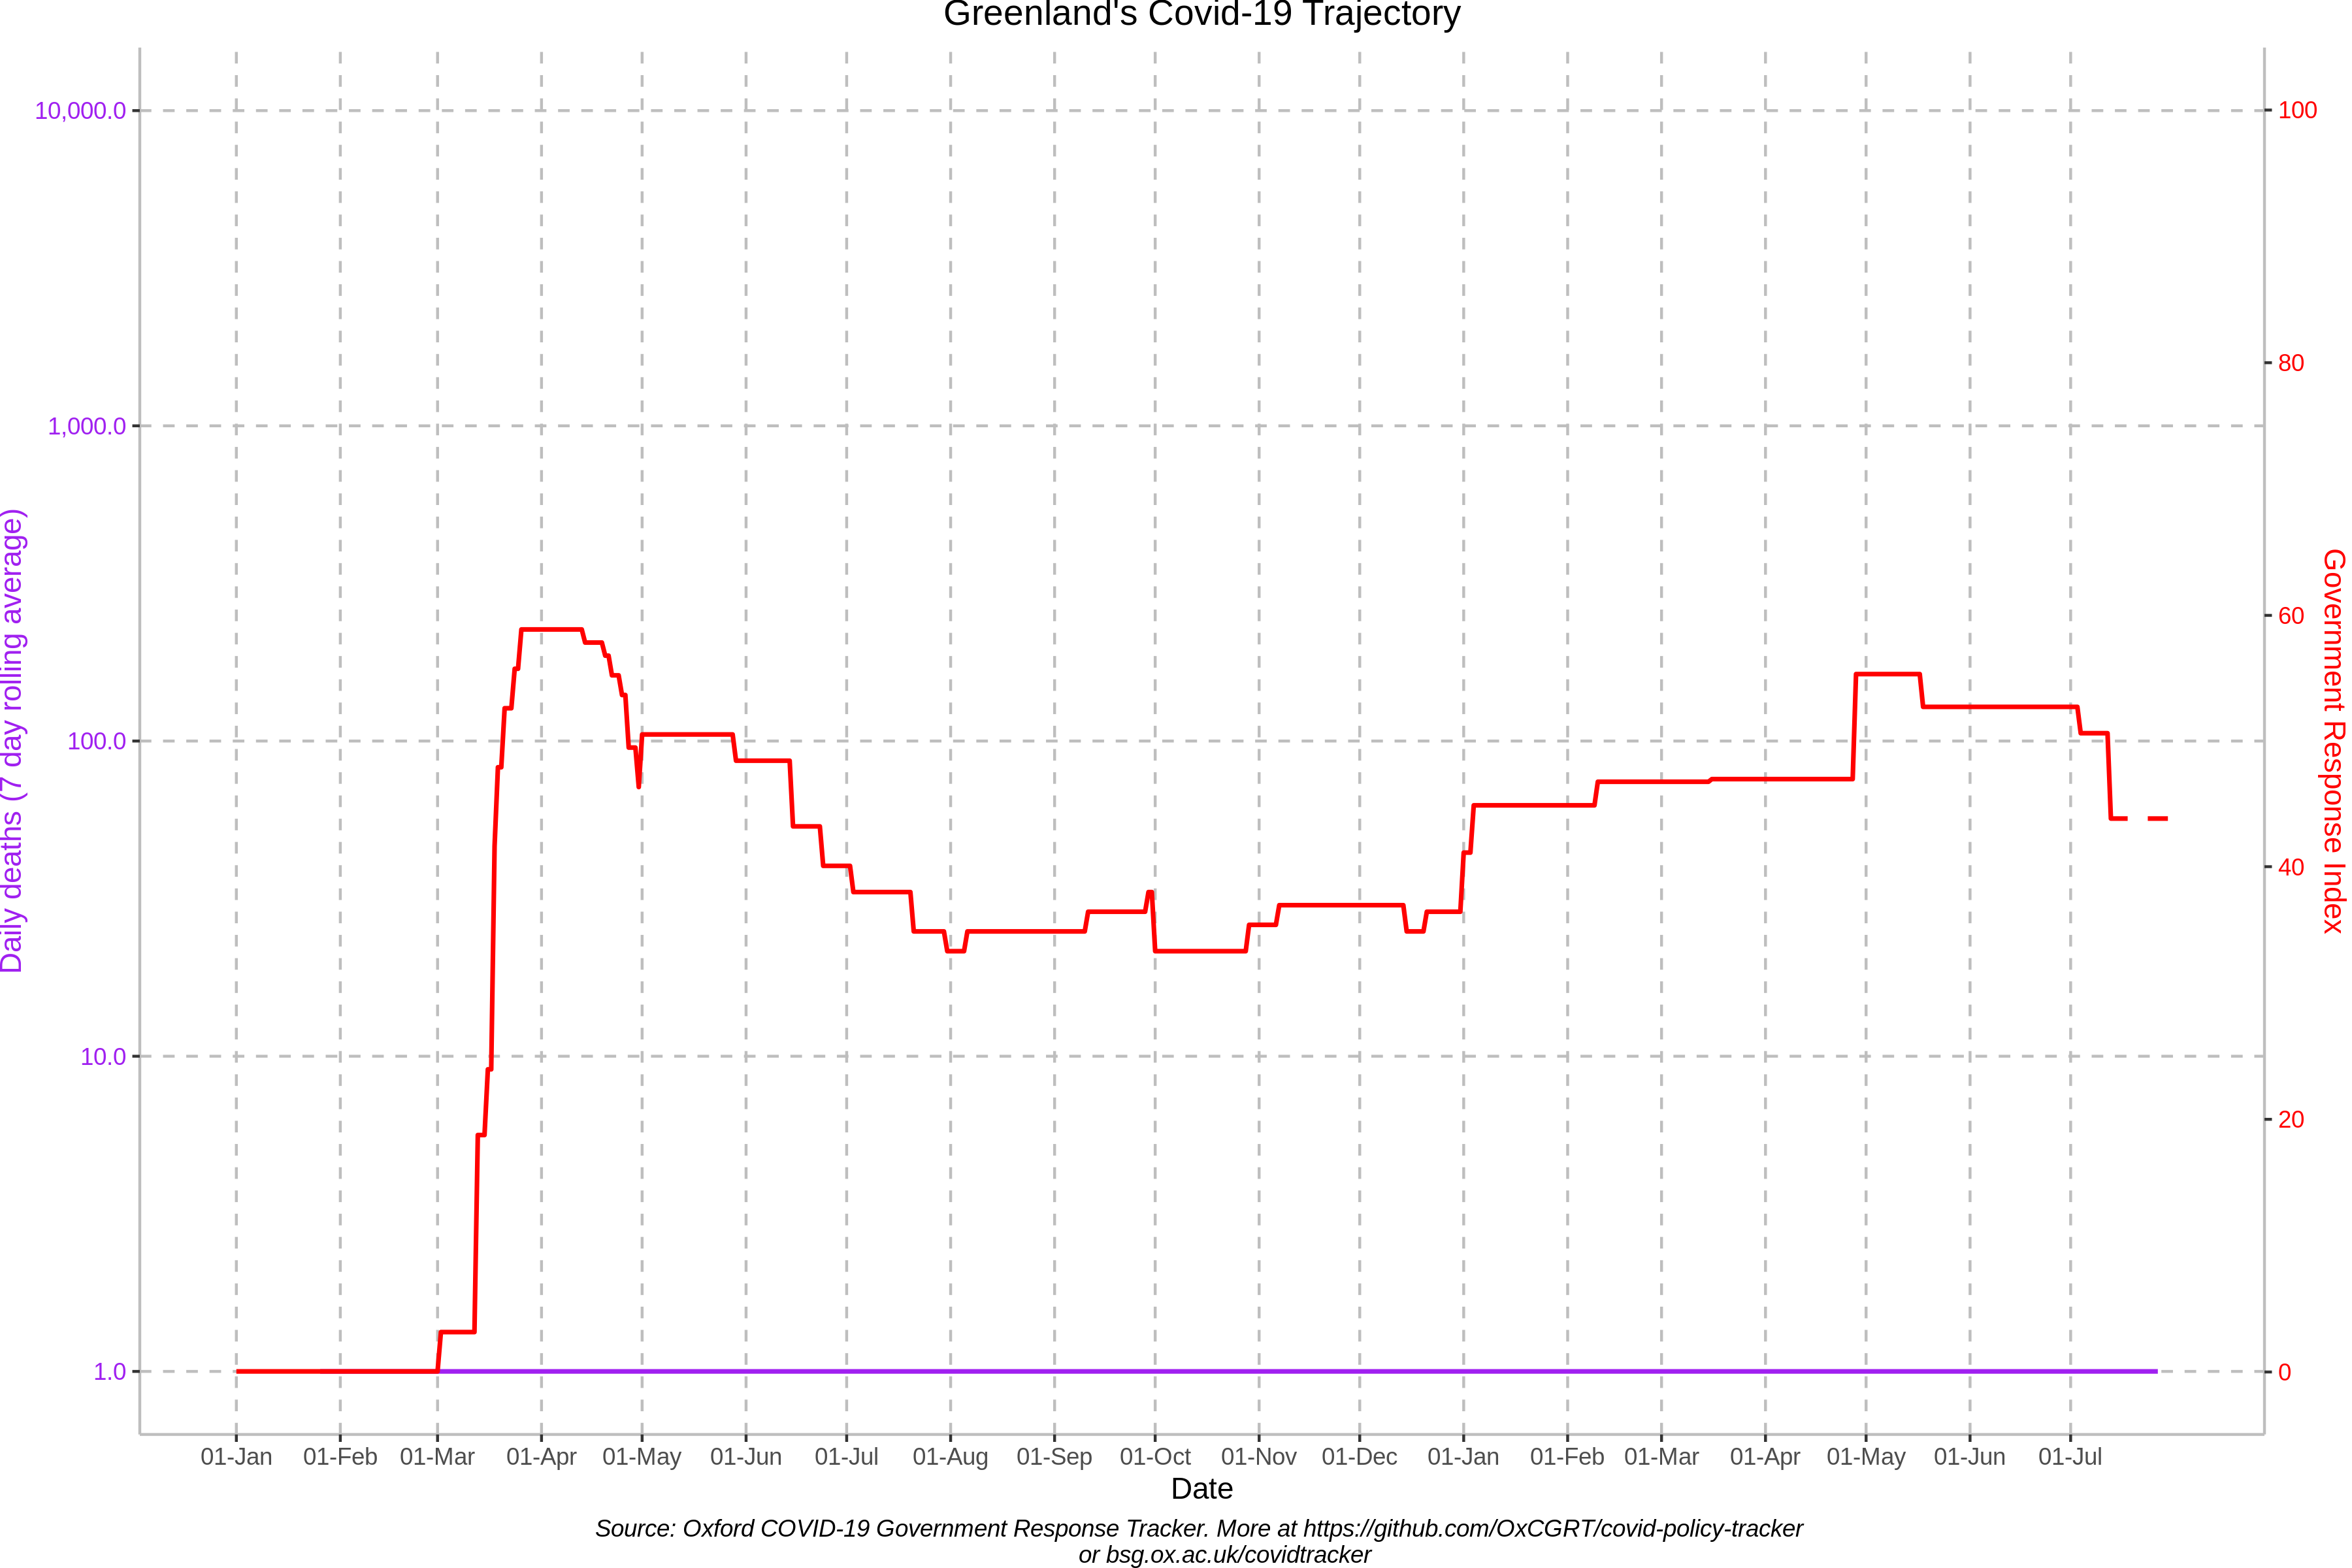 Greenland's Covid-19 Trajectory
10,000.0
1,000.0
100.0
10.0
1.0
Daily deaths (7 day rolling average)
100
80
60
40
20
0
Government Response Index
01-Jan 01-Feb 01-Mar 01-Apr 01-May 01-Jun 01-Jul 01-Aug 01-Sep 01-Oct 01-Nov 01-Dec 01-Jan 01-Feb 01-Mar 01-Apr 01-May 01-Jun 01-Jul
Date
Source: Oxford COVID-19 Government Response Tracker. More at https://github.com/OxCGRT/covid-policy-tracker
or bsg.ox.ac.uk/covidtracker